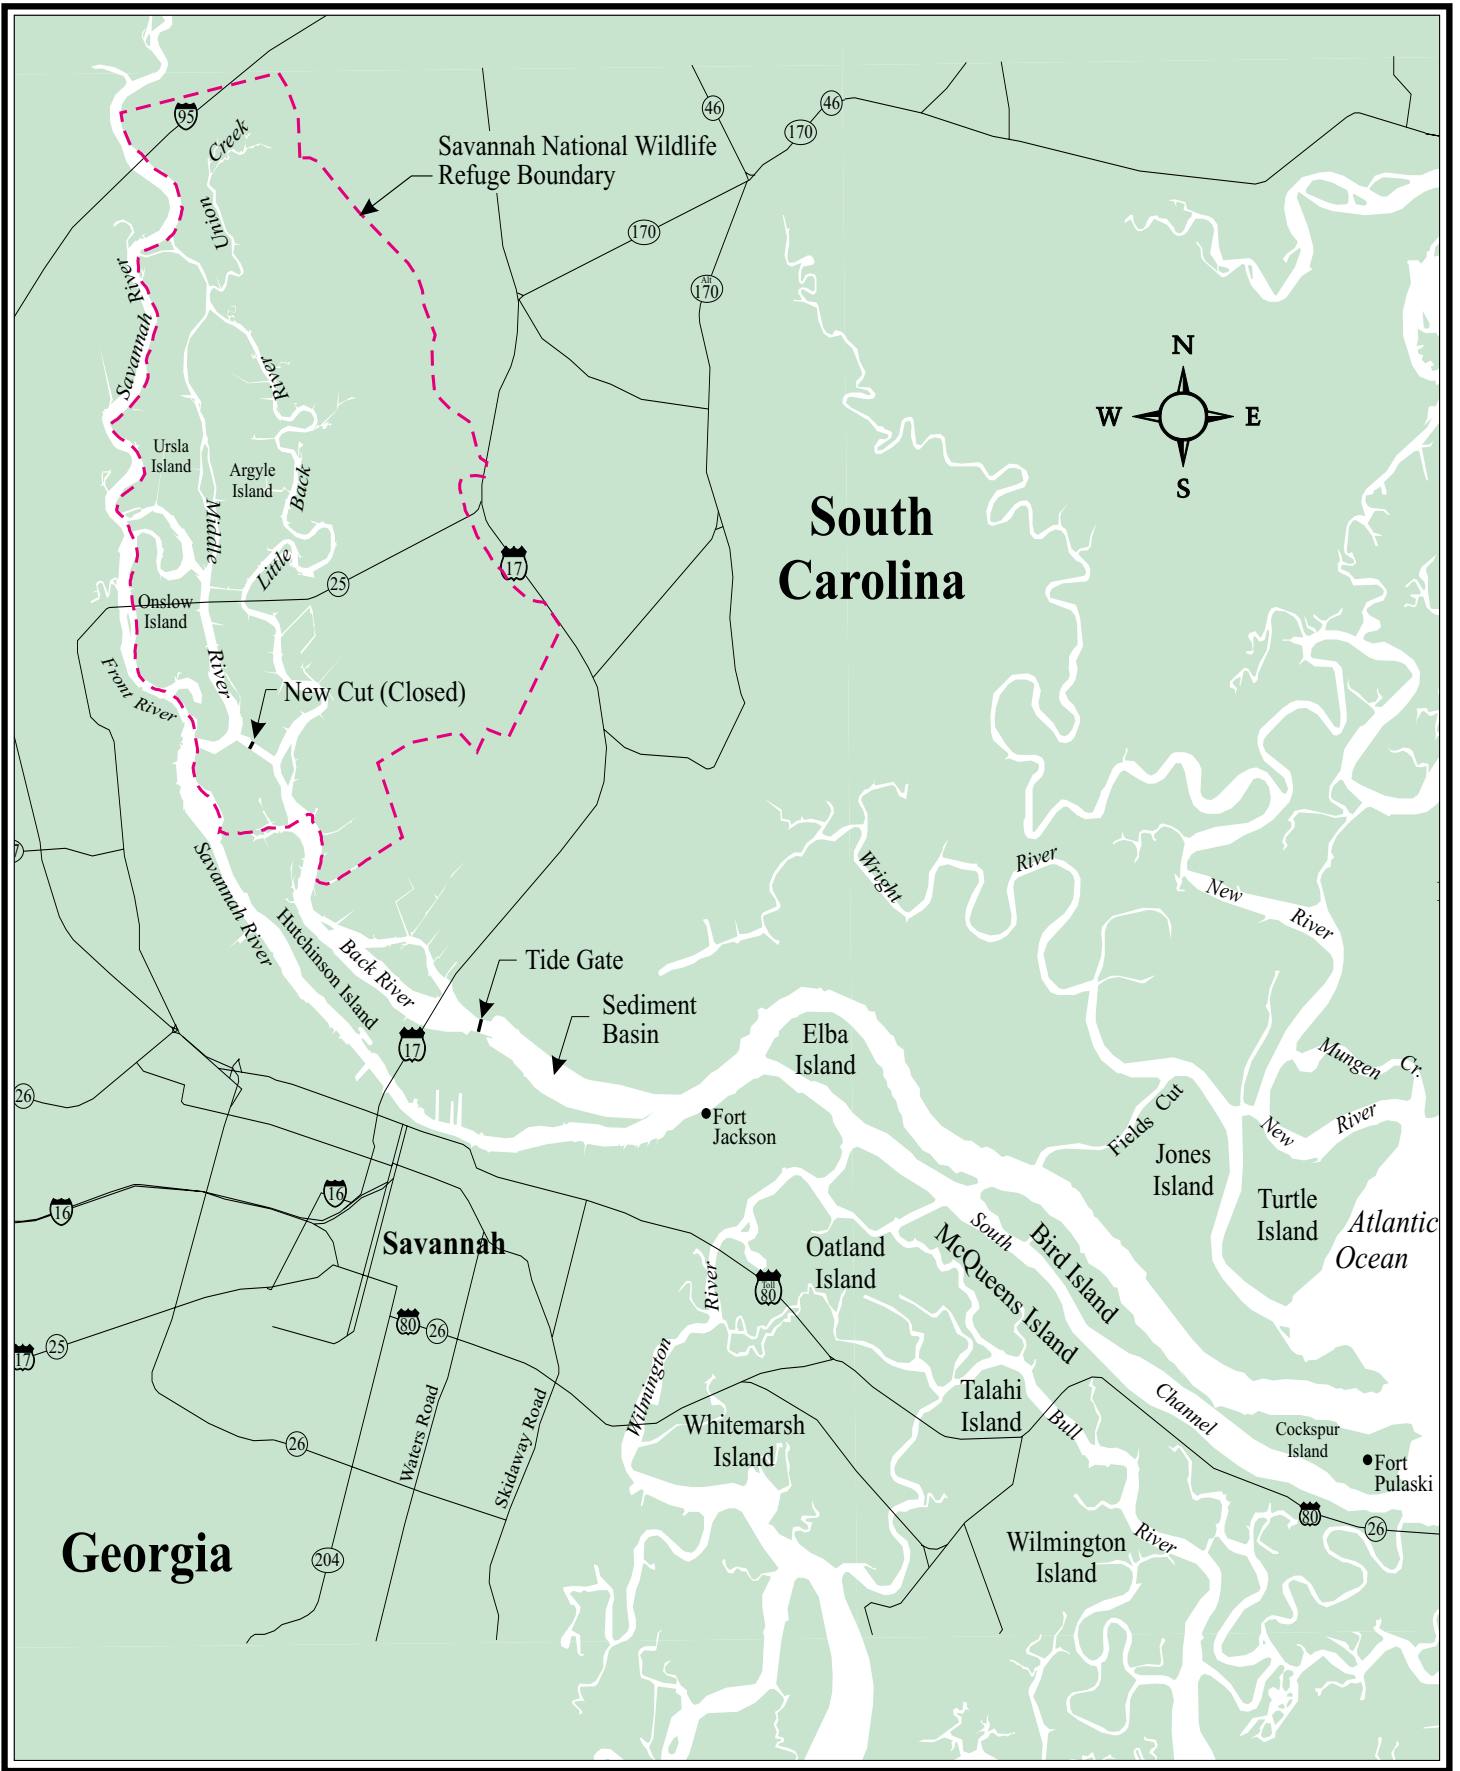 95
Creek
Union
46
46
170
Savannah National Wildlife
Refuge Boundary
170
Alt
170
Savannah River
River
N
W
E
S
Ursla
Island
Argyle
Island
Back
Little
Middle
River
South
Carolina
17
25
Onslow
Island
Front River
New Cut (Closed)
Wright
River
New
River
Savannah River
Hutchinson Island
Back River
Tide Gate
Sediment
Basin
17
Elba
Island
Mungen
Cr.
26
Fort
Jackson
Fields Cut
New
River
Jones
Island
Turtle
Island
Atlantic
Ocean
16
16
Savannah
South
Channel
Bird Island
McQueens Island
Oatland
Island
Toll
80
River
Wilmington
80
26
25
17
Talahi
Island
Bull
River
Whitemarsh
Island
Waters Road
Skidaway Road
26
Cockspur
Island
Fort
Pulaski
80
26
Georgia
204
Wilmington
Island